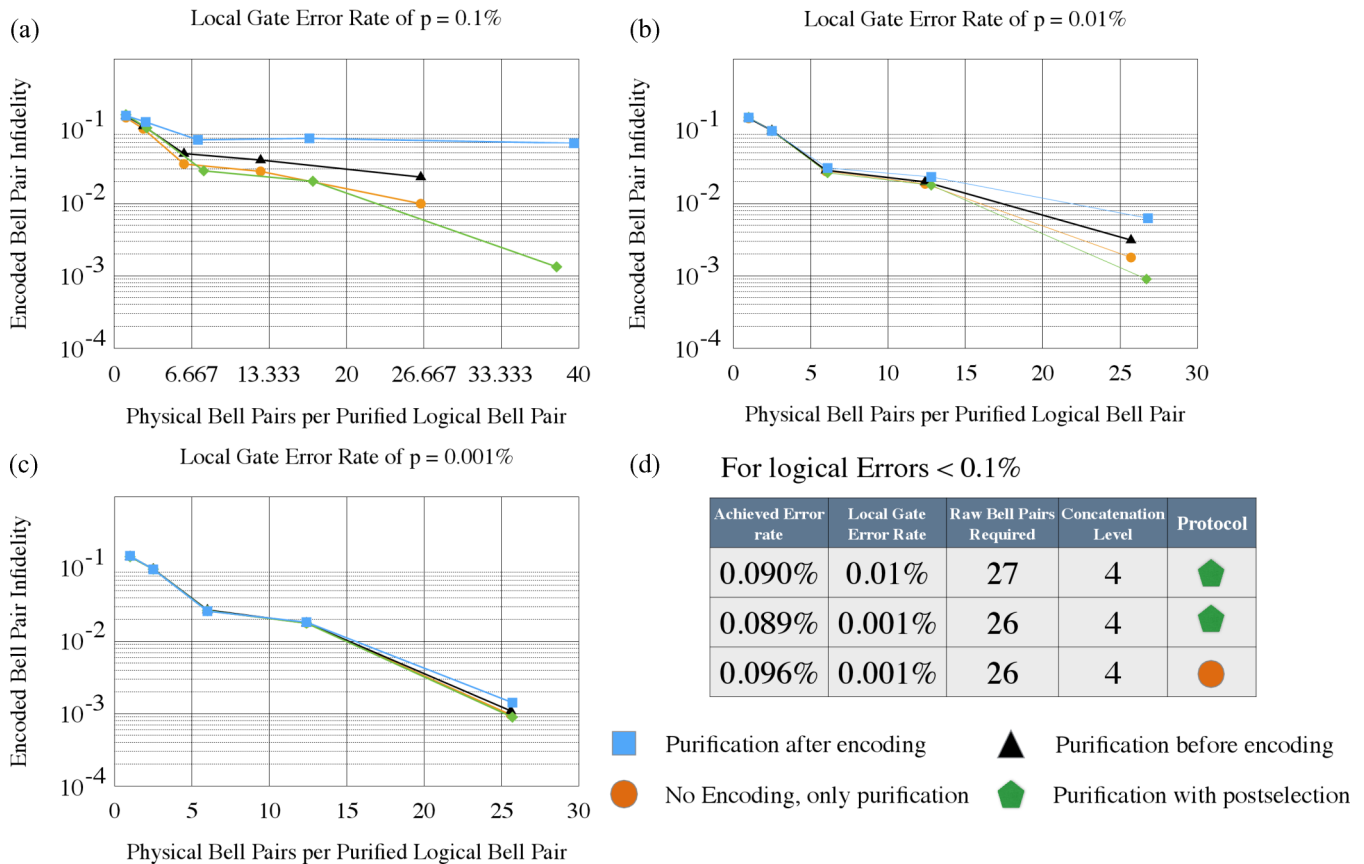 (a)
Local Gate Error Rate of p = 0.1%
Encoded Bell Pair Infidelity
10-1
10-2
10-3
10-4
0 6.667 13.333 20 26.667 33.333 40
Physical Bell Pairs per Purified Logical Bell Pair
(b)
Local Gate Error Rate of p = 0.01%
Encoded Bell Pair Infidelity
10-1
10-2
10-3
10-4
0 5 10 15 20 25 30
Physical Bell Pairs per Purified Logical Bell Pair
(c)
Local Gate Error Rate of p = 0.001%
Encoded Bell Pair Infidelity
10-1
10-2
10-3
10-4
0 5 10 15 20 25 30
Physical Bell Pairs per Purified Logical Bell Pair
(d)
For logical Errors < 0.1%
Achieved Error Local Gate Raw Bell Pairs Concatenation Protocol
rate Error Rate Required Level
0.090% 0.01% 27 4
0.089% 0.001% 26 4
0.096% 0.001% 26 4
Purification after encoding
Purification before encoding
No Encoding, only purification
Purification with postselection